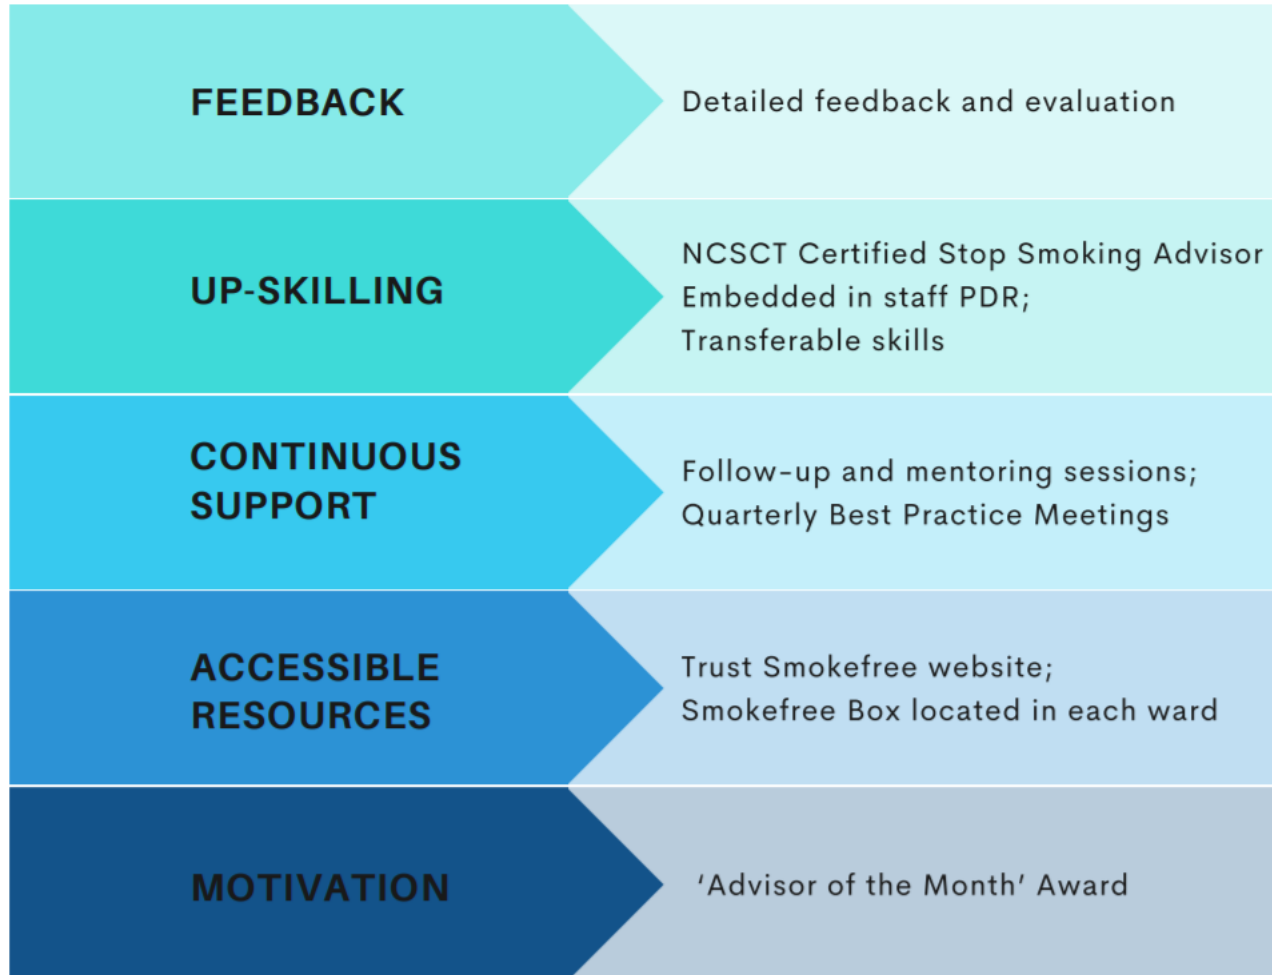 FEEDBACK
Detailed feedback and evaluation
UP-SKILLING
NCSCT Certified Stop Smoking Advisor
Embedded in staff PDR;
Transferable skills
CONTINUOUS
SUPPORT
Follow-up and mentoring sessions;
Quarterly Best Practice Meetings
ACCESSIBLE
RESOURCES
Trust Smokefree website;
Smokefree Box located in each ward
MOTIVATION
‘Advisor of the Month’ Award